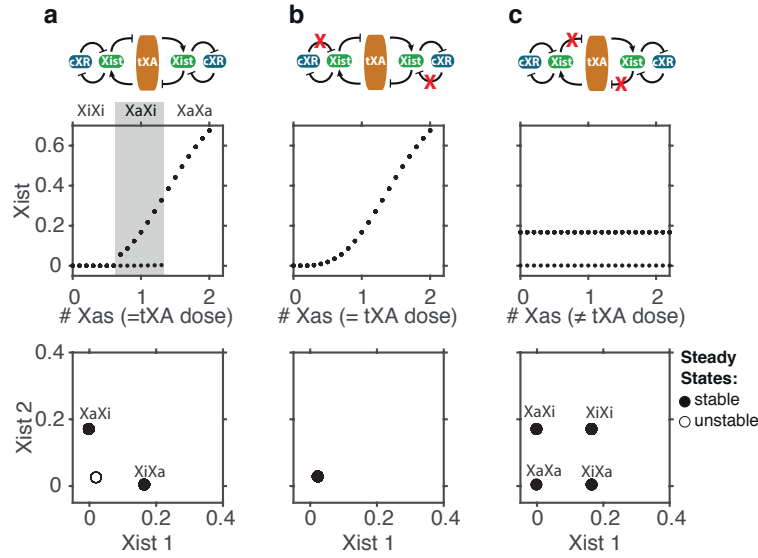 a
b
c
cXR Xist tXA Xist cXR
cXR Xist tXA Xist cXR
cXR Xist tXA Xist cXR
X X
X X
XiXi XaXi XaXa
Xist
0.6
0.4
0.2
0
0 1 2
# Xas (=tXA dose)
0 1 2
# Xas (= tXA dose)
0 1 2
# Xas (≠ tXA dose)
Xist 2
0.4
0.2
0
XaXi
XiXa
0 0.2 0.4
Xist 1
0 0.2 0.4
Xist 1
XaXi XiXi
XaXa XiXa
0 0.2 0.4
Xist 1
Steady
States:
stable
unstable